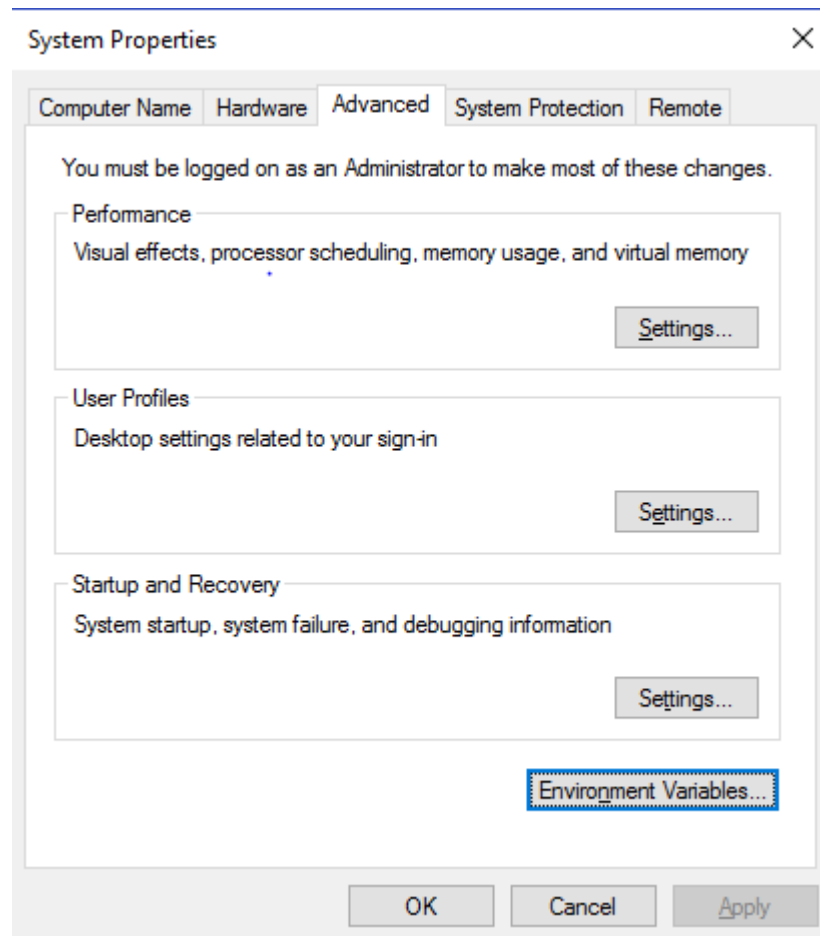 System Properties
Computer Name Hardware Advanced System Protection Remote
You must be logged on as an Administrator to make most of these changes.
Performance
Visual effects, processor scheduling, memory usage, and virtual memory
Settings...
User Profiles
Desktop settings related to your sign-in
Settings...
Startup and Recovery
System startup, system failure, and debugging information
Settings...
Environment Variables...
OK Cancel Apply